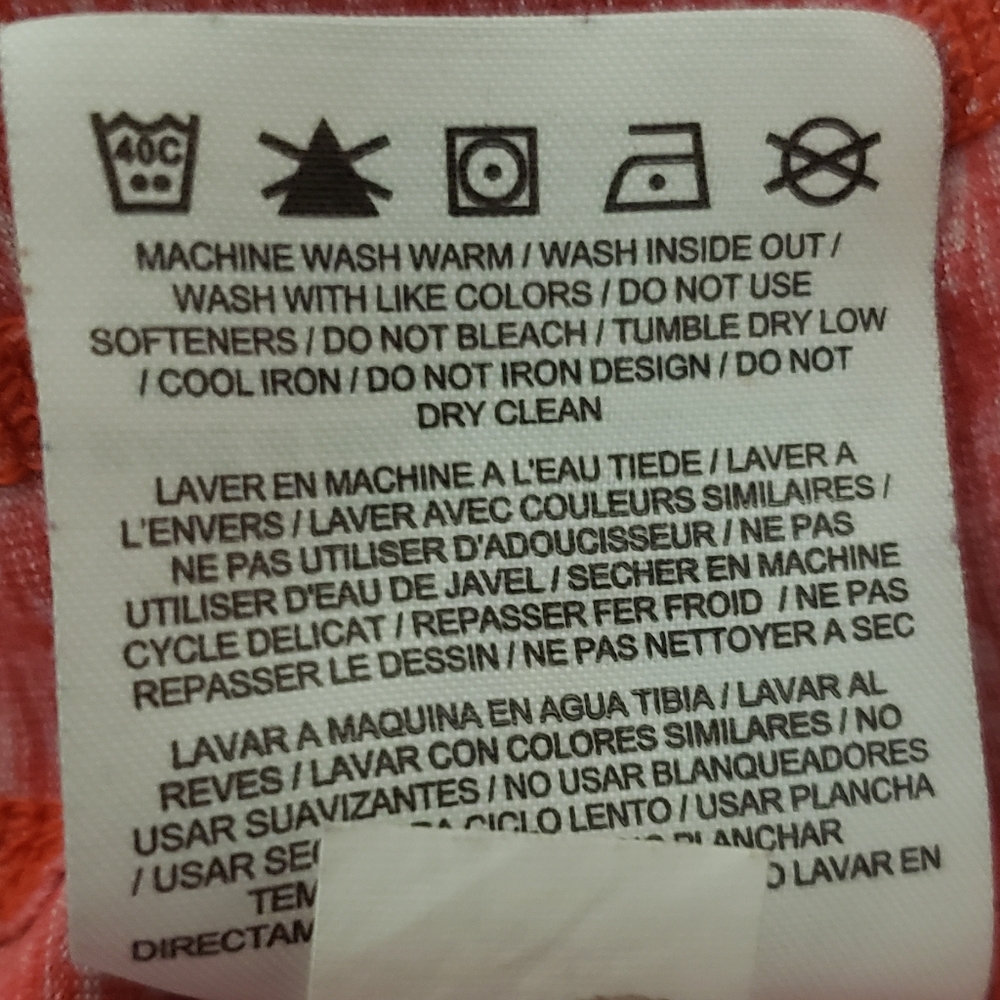 40C
MACHINE WASH WARM / WASH INSIDE OUT /
WASH WITH LIKE COLORS / DO NOT USE
SOFTENERS / DO NOT BLEACH / TUMBLE DRY LOW
/ COOL IRON / DO NOT IRON DESIGN / DO NOT
DRY CLEAN
LAVER EN MACHINE A L'EAU TIEDE / LAVER A
L'ENVERS / LAVER AVEC COULEURS SIMILAIRES /
NE PAS UTILISER D'ADOUCISSEUR / NE PAS
UTILISER D'EAU DE JAVEL / SECHER EN MACHINE
CYCLE DELICAT / REPASSER FER FROID / NE PAS
REPASSER LE DESSIN / NE PAS NETTOYER A SEC
LAVAR A MAQUINA EN AGUA TIBIA / LAVAR AL
REVES / LAVAR CON COLORES SIMILARES / NO
USAR SUAVIZANTES / NO USAR BLANQUEADORES
/ USAR CICLO LENTO / USAR PLANCHA
PLANCHAR
LAVAR EN